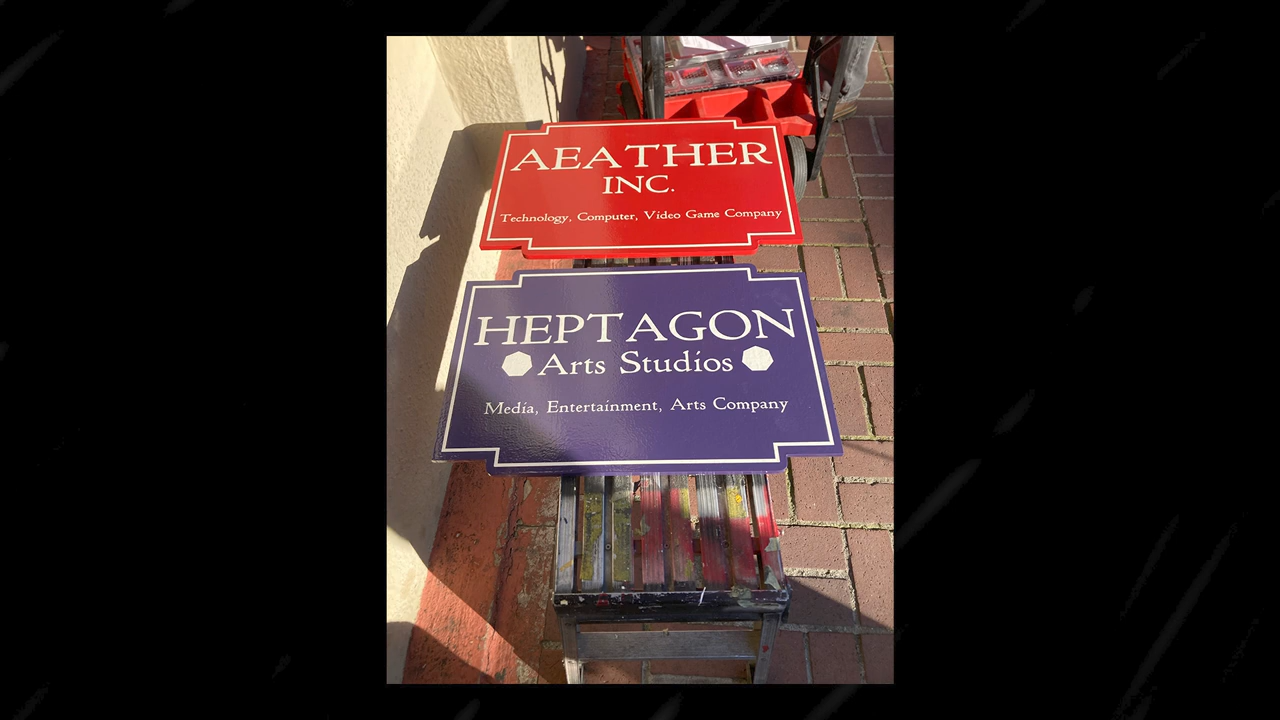 AEATHER
INC.
Technology, Computer, Video Game Company
HEPTAGON
Arts Studios
Media, Entertainment, Arts Company